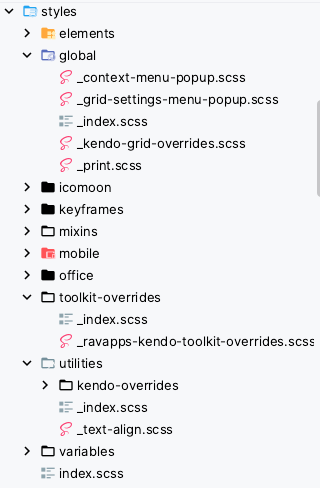 styles
elements
global
_context-menu-popup.scss
_grid-settings-menu-popup.scss
_index.scss
_kendo-grid-overrides.scss
_print.scss
icomoon
keyframes
mixins
mobile
office
toolkit-overrides
_index.scss
_ravapps-kendo-toolkit-overrides.scss
utilities
kendo-overrides
_index.scss
_text-align.scss
variables
index.scss